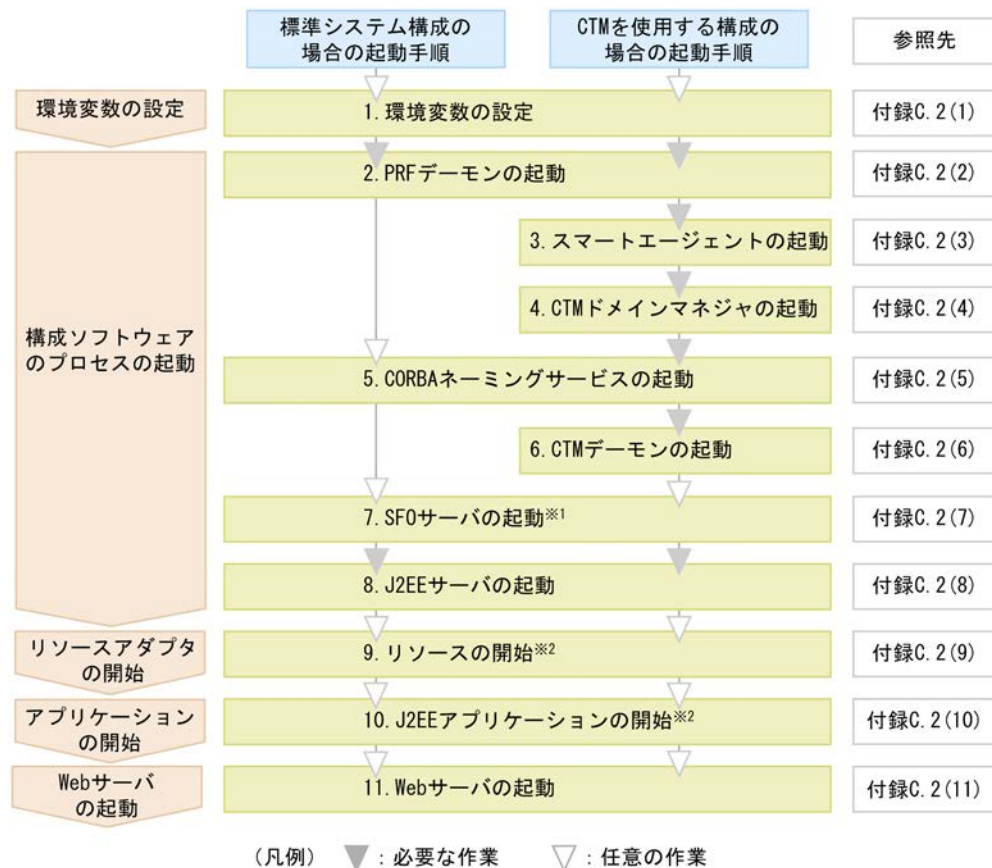 標準システム構成の
場合の起動手順
CTMを使用する構成の
場合の起動手順
参照先
環境変数の設定
1. 環境変数の設定
付録C. 2(1)
2. PRFデーモンの起動
付録C. 2(2)
3. スマートエージェントの起動
付録C. 2(3)
4. CTMドメインマネジャの起動
付録C. 2(4)
構成ソフトウェア
のプロセスの起動
5. CORBAネーミングサービスの起動
付録C. 2(5)
6. CTMデーモンの起動
付録C. 2(6)
7. SFOサーバの起動※1
付録C. 2(7)
8. J2EEサーバの起動
付録C. 2(8)
リソースアダプタ
の開始
9. リソースの開始※2
付録C. 2(9)
アプリケーション
の開始
10. J2EEアプリケーションの開始※2
付録C. 2(10)
Webサーバ
の起動
11. Webサーバの起動
付録C. 2(11)
(凡例) ▼ : 必要な作業 ▽ : 任意の作業